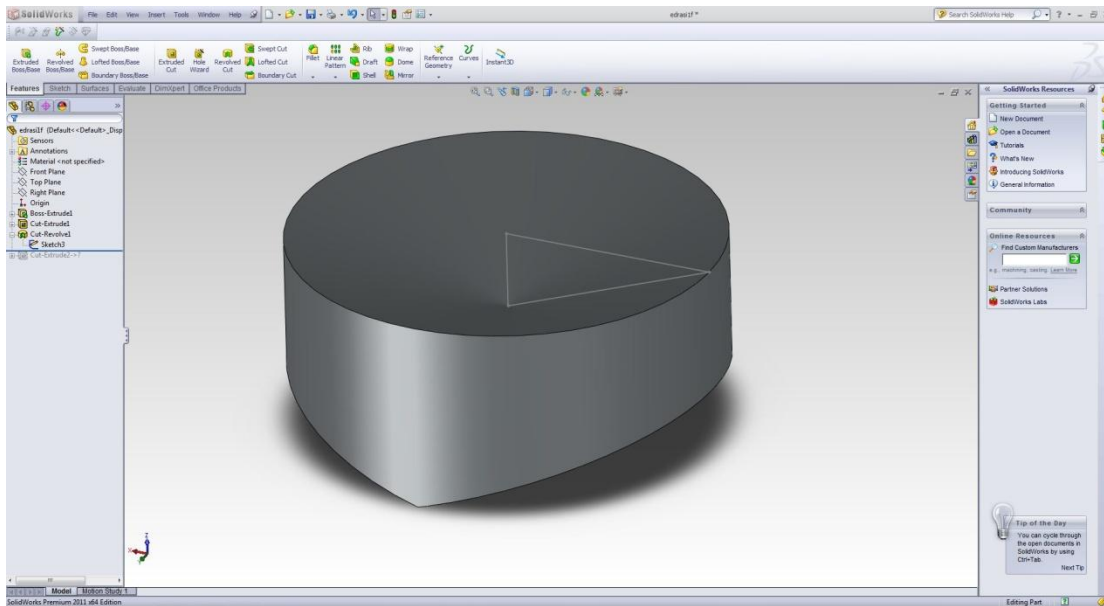 SolidWorks File Edit View Insert Tools Window Help edrasi1f * Search SolidWorks Help
Extruded Boss/Base Revolved Boss/Base Swept Boss/Base Lofted Boss/Base Boundary Boss/Base Extruded Cut Hole Wizard Revolved Cut Swept Cut Lofted Cut Boundary Cut Fillet Linear Pattern Rib Draft Shell Wrap Dome Mirror Reference Geometry Curves Instant3D
Features Sketch Surfaces Evaluate DimXpert Office Products
edrasi1f (Default<<Default>_Disp
Sensors
Annotations
Material <not specified>
Front Plane
Top Plane
Right Plane
Origin
Boss-Extrude1
Cut-Extrude1
Cut-Revolve1
Sketch3
Cut-Extrude2->?
SolidWorks Resources
Getting Started
New Document
Open a Document
Tutorials
What's New
Introducing SolidWorks
General Information
Community
Online Resources
Find Custom Manufacturers
e.g., machining, casting Learn More
Partner Solutions
SolidWorks Labs
Tip of the Day
You can cycle through
the open documents in
SolidWorks by using
Ctrl+Tab.
Next Tip
Model Motion Study 1
SolidWorks Premium 2011 x64 Edition Editing Part